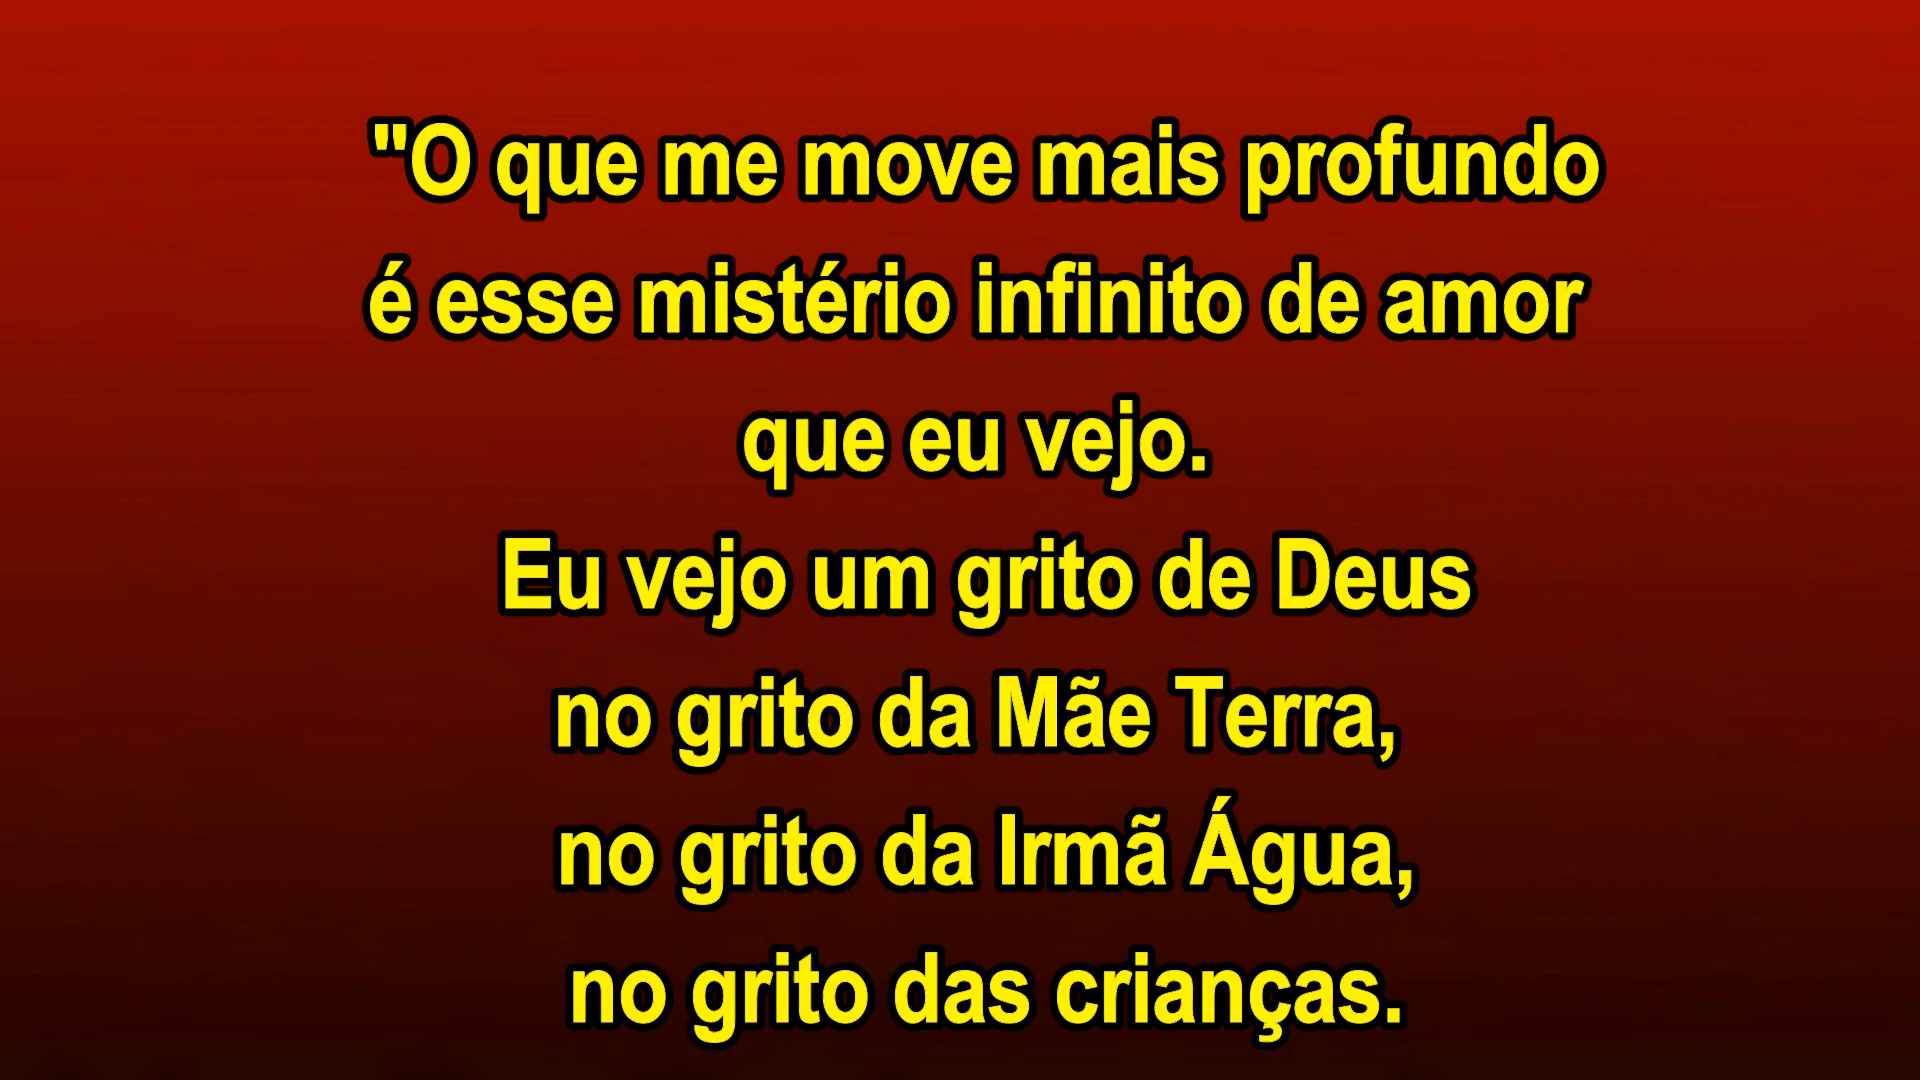 "O que me move mais profundo
é esse mistério infinito de amor
que eu vejo.
Eu vejo um grito de Deus
no grito da Mãe Terra,
no grito da Irmã Água,
no grito das crianças.